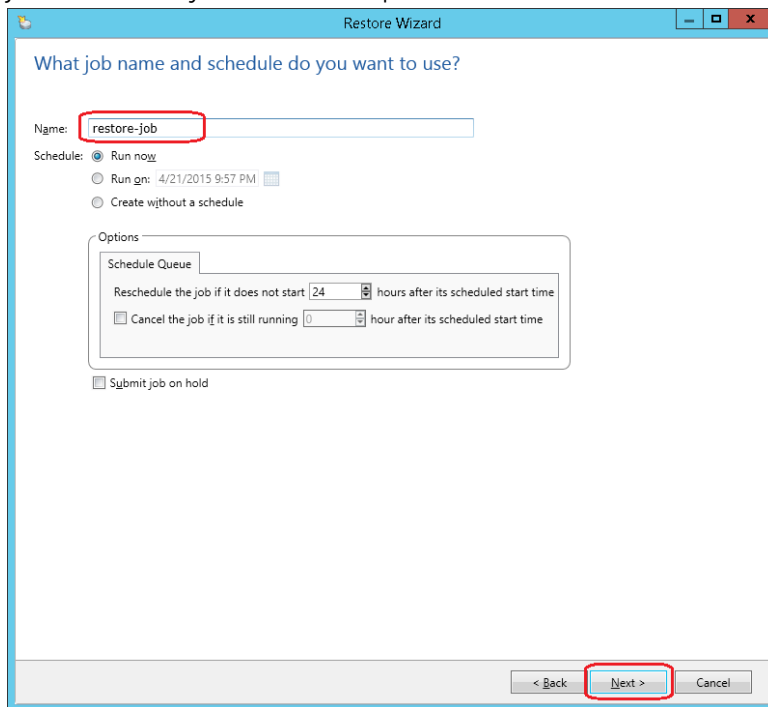 Restore Wizard
What job name and schedule do you want to use?
Name: restore-job
Schedule: Run now
Run on: 4/21/2015 9:57 PM
Create without a schedule
Options
Schedule Queue
Reschedule the job if it does not start 24 hours after its scheduled start time
Cancel the job if it is still running 0 hour after its scheduled start time
Submit job on hold
< Back Next > Cancel